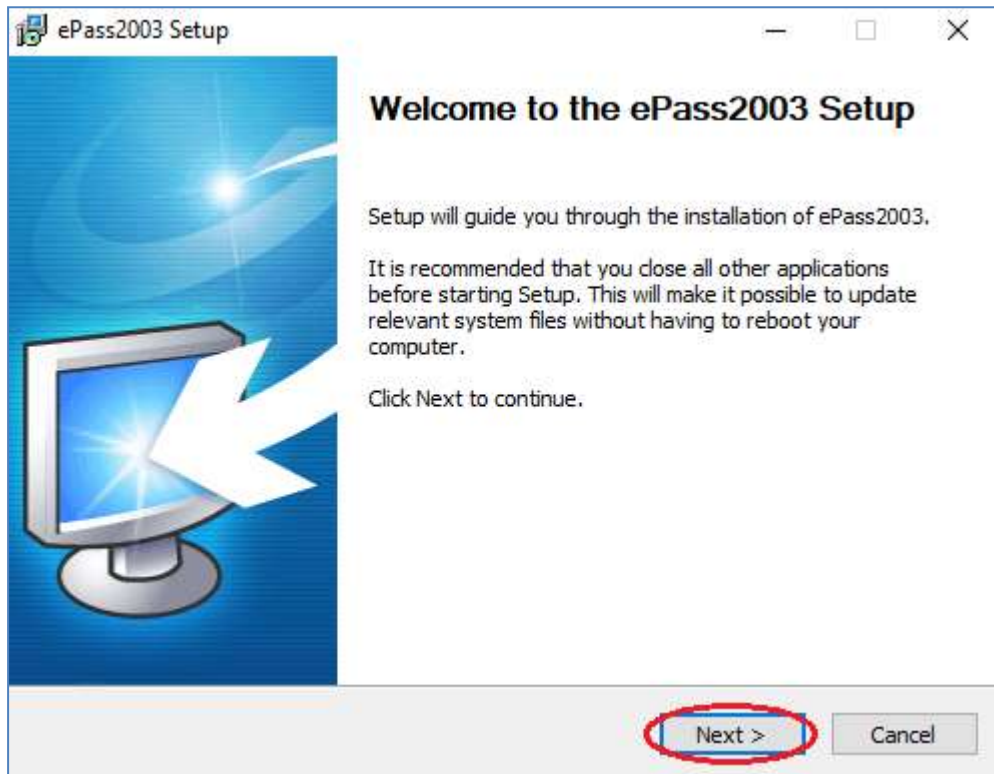 ePass2003 Setup
Welcome to the ePass2003 Setup
Setup will guide you through the installation of ePass2003.
It is recommended that you close all other applications
before starting Setup. This will make it possible to update
relevant system files without having to reboot your
computer.
Click Next to continue.
Next >
Cancel